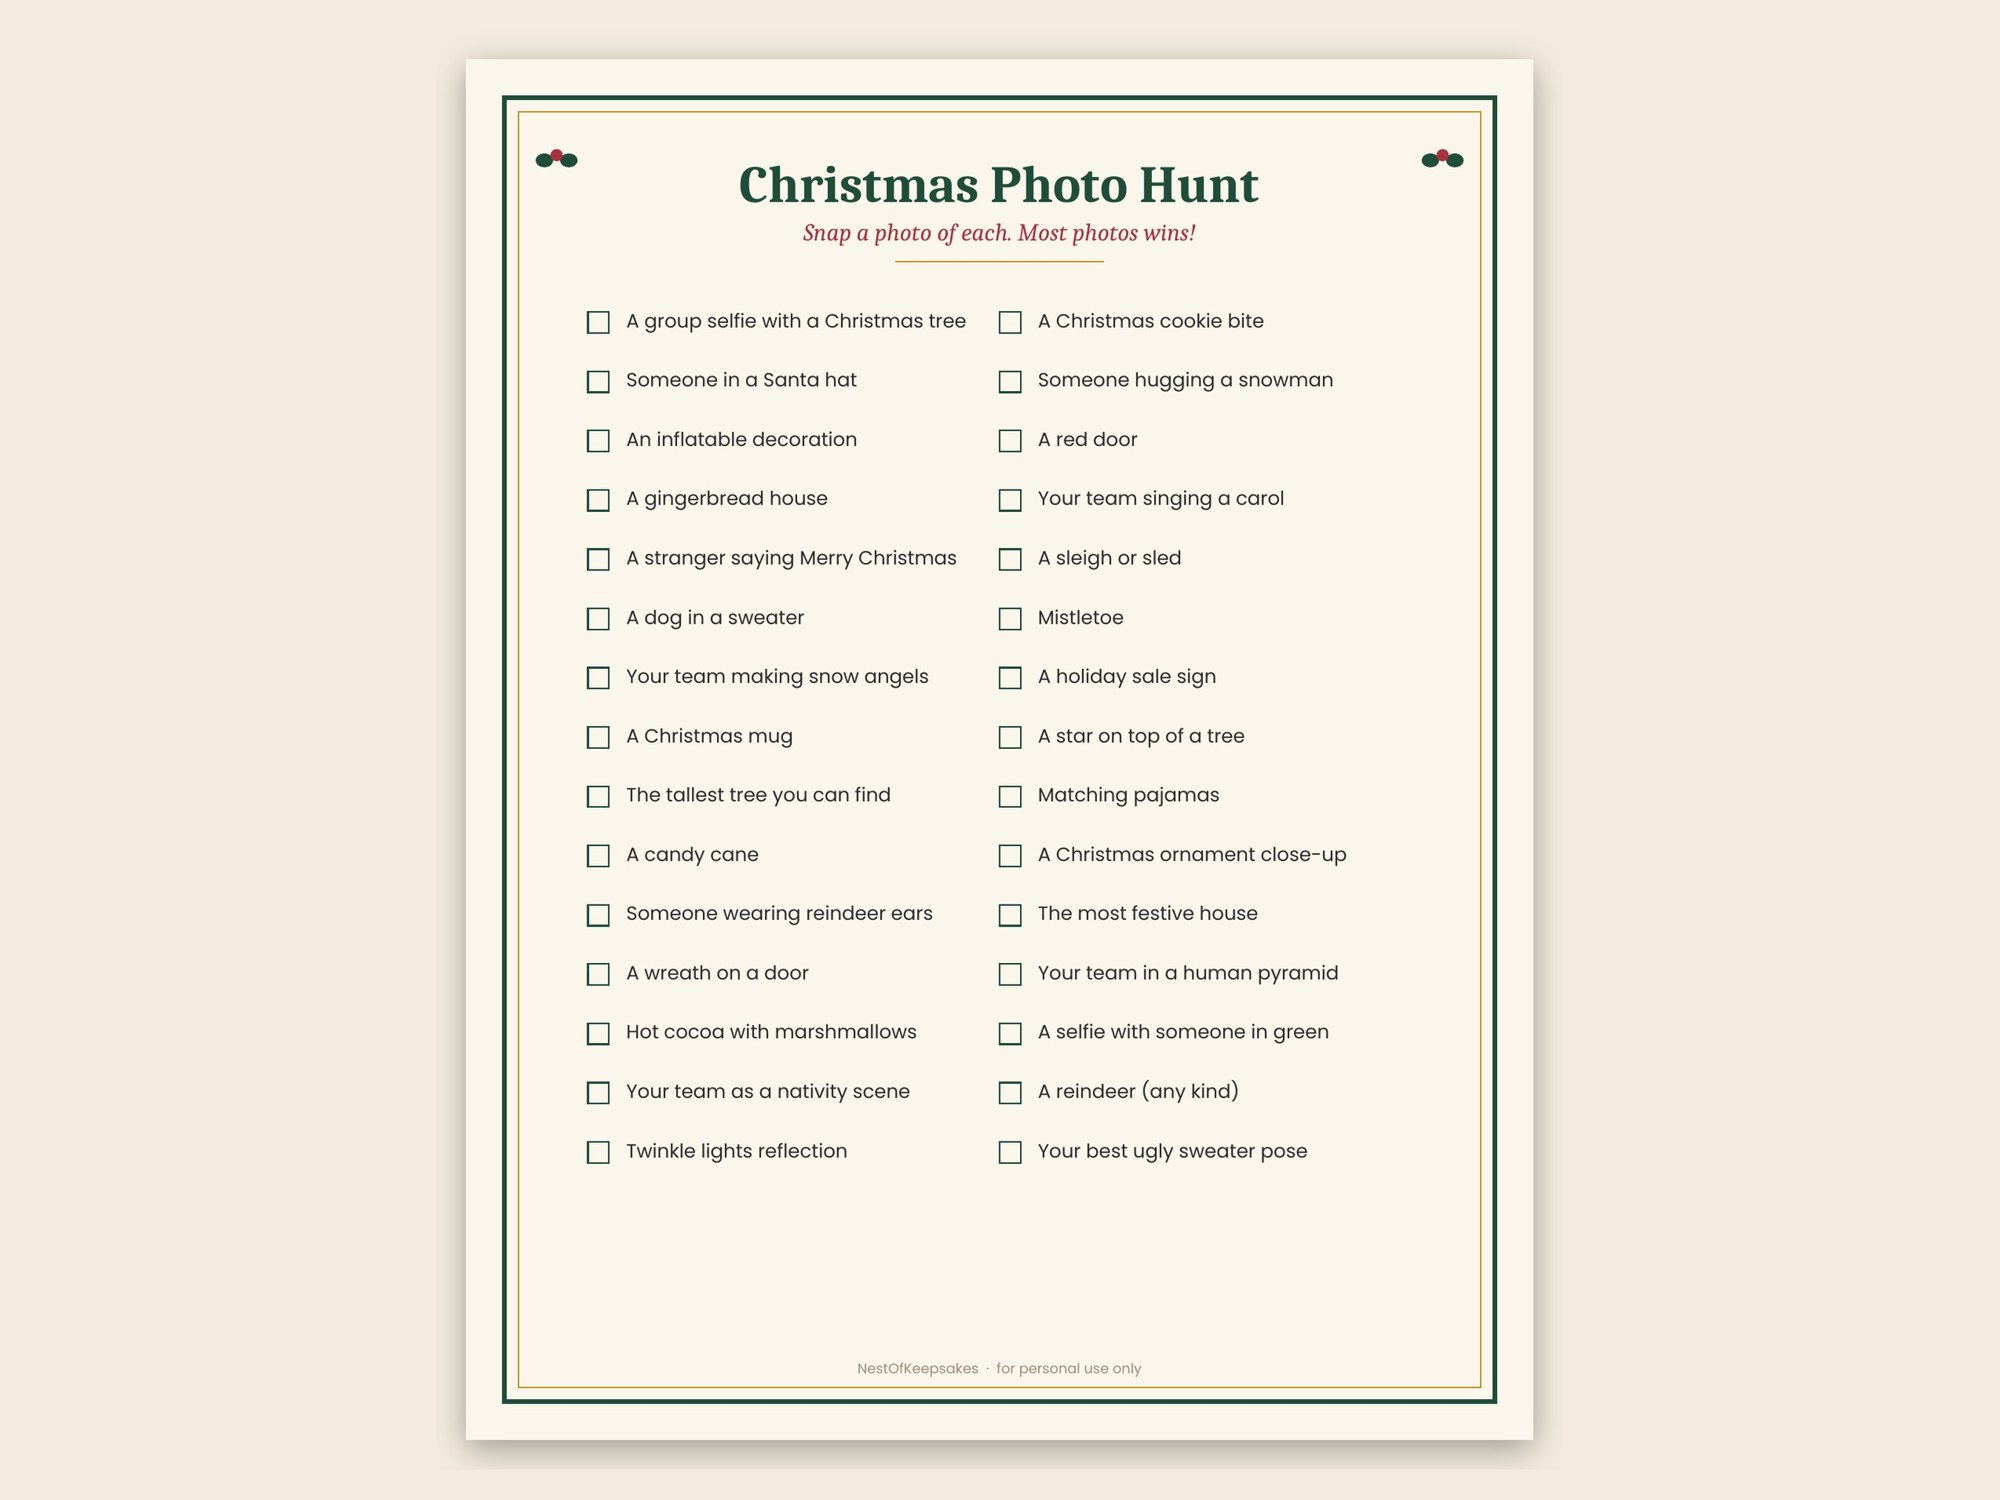 Christmas Photo Hunt
Snap a photo of each. Most photos wins!
A group selfie with a Christmas tree
Someone in a Santa hat
An inflatable decoration
A gingerbread house
A stranger saying Merry Christmas
A dog in a sweater
Your team making snow angels
A Christmas mug
The tallest tree you can find
A candy cane
Someone wearing reindeer ears
A wreath on a door
Hot cocoa with marshmallows
Your team as a nativity scene
Twinkle lights reflection
A Christmas cookie bite
Someone hugging a snowman
A red door
Your team singing a carol
A sleigh or sled
Mistletoe
A holiday sale sign
A star on top of a tree
Matching pajamas
A Christmas ornament close-up
The most festive house
Your team in a human pyramid
A selfie with someone in green
A reindeer (any kind)
Your best ugly sweater pose
NestOfKeepsakes · for personal use only